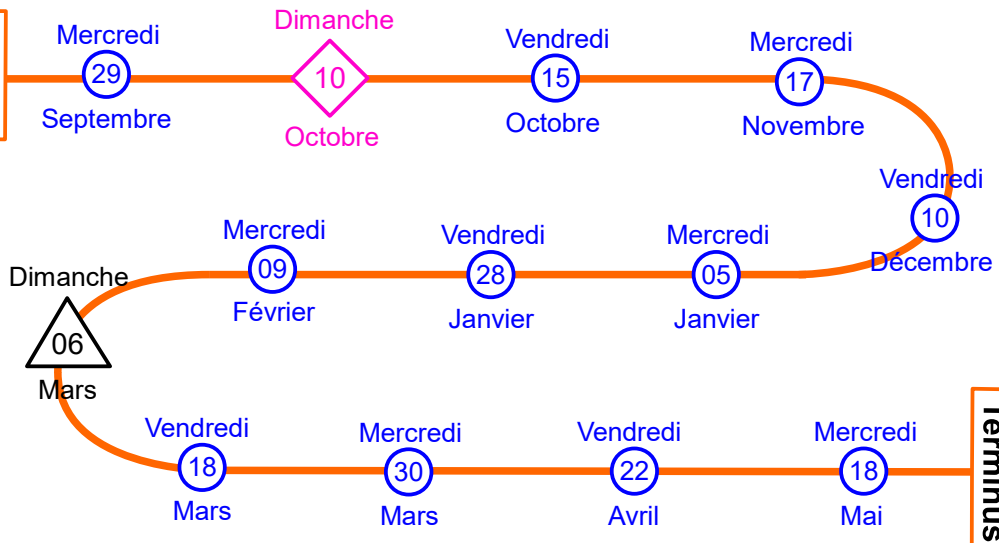 Mercredi
29
Septembre
Dimanche
10
Octobre
Vendredi
15
Octobre
Mercredi
17
Novembre
Vendredi
10
Décembre
Mercredi
05
Janvier
Vendredi
28
Janvier
Mercredi
09
Février
Dimanche
06
Mars
Vendredi
18
Mars
Mercredi
30
Mars
Vendredi
22
Avril
Mercredi
18
Mai
Terminus